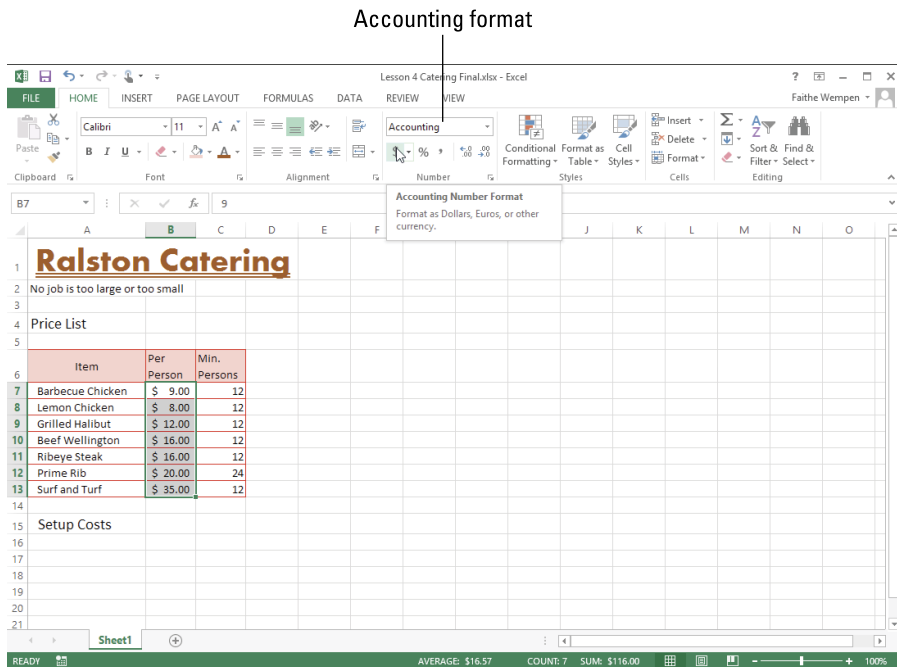 Accounting format
Lesson 4 Catering Final.xlsx - Excel
FILE HOME INSERT PAGE LAYOUT FORMULAS DATA REVIEW VIEW Faithe Wempen
Paste
Calibri 11
B I U A
Accounting
$ % ,
Conditional Formatting
Format as Table
Cell Styles
Insert
Delete
Format
Sort & Filter
Find & Select
Clipboard Font Alignment Number Styles Cells Editing
B7 fx 9
Accounting Number Format
Format as Dollars, Euros, or other
currency.
A B C D E F J K L M N O
1 Ralston Catering
2 No job is too large or too small
3
4 Price List
5
6 Item Per Person Min. Persons
7 Barbecue Chicken $ 9.00 12
8 Lemon Chicken $ 8.00 12
9 Grilled Halibut $ 12.00 12
10 Beef Wellington $ 16.00 12
11 Ribeye Steak $ 16.00 12
12 Prime Rib $ 20.00 24
13 Surf and Turf $ 35.00 12
14
15 Setup Costs
16
17
18
19
20
21
Sheet1
READY AVERAGE: $16.57 COUNT: 7 SUM: $116.00 100%